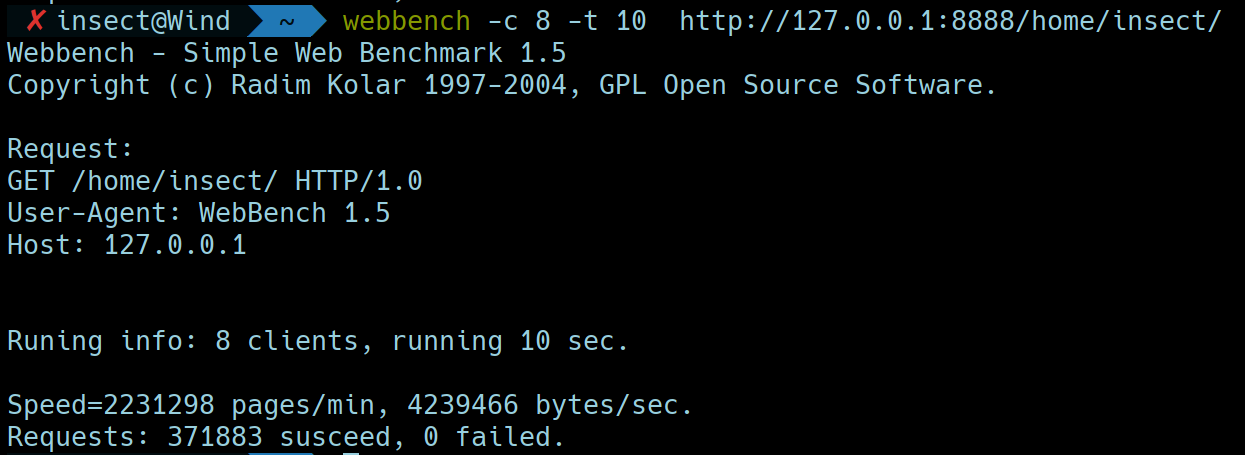 ✗ insect@Wind ~ webbench -c 8 -t 10  http://127.0.0.1:8888/home/insect/
Webbench - Simple Web Benchmark 1.5
Copyright (c) Radim Kolar 1997-2004, GPL Open Source Software.
Request:
GET /home/insect/ HTTP/1.0
User-Agent: WebBench 1.5
Host: 127.0.0.1
Runing info: 8 clients, running 10 sec.
Speed=2231298 pages/min, 4239466 bytes/sec.
Requests: 371883 susceed, 0 failed.